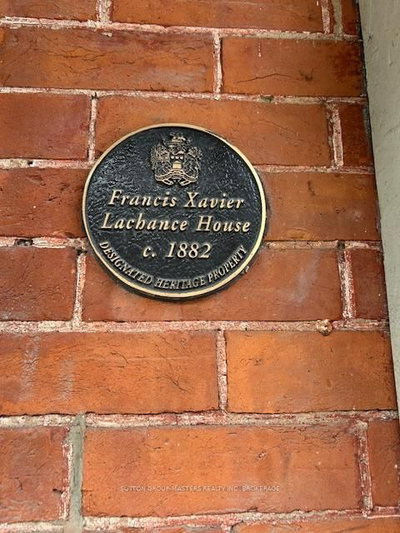 Francis Xavier
Lachance House
c. 1882
DESIGNATED HERITAGE PROPERTY
SUTTON GROUP-MASTERS REALTY INC. BROKERAGE